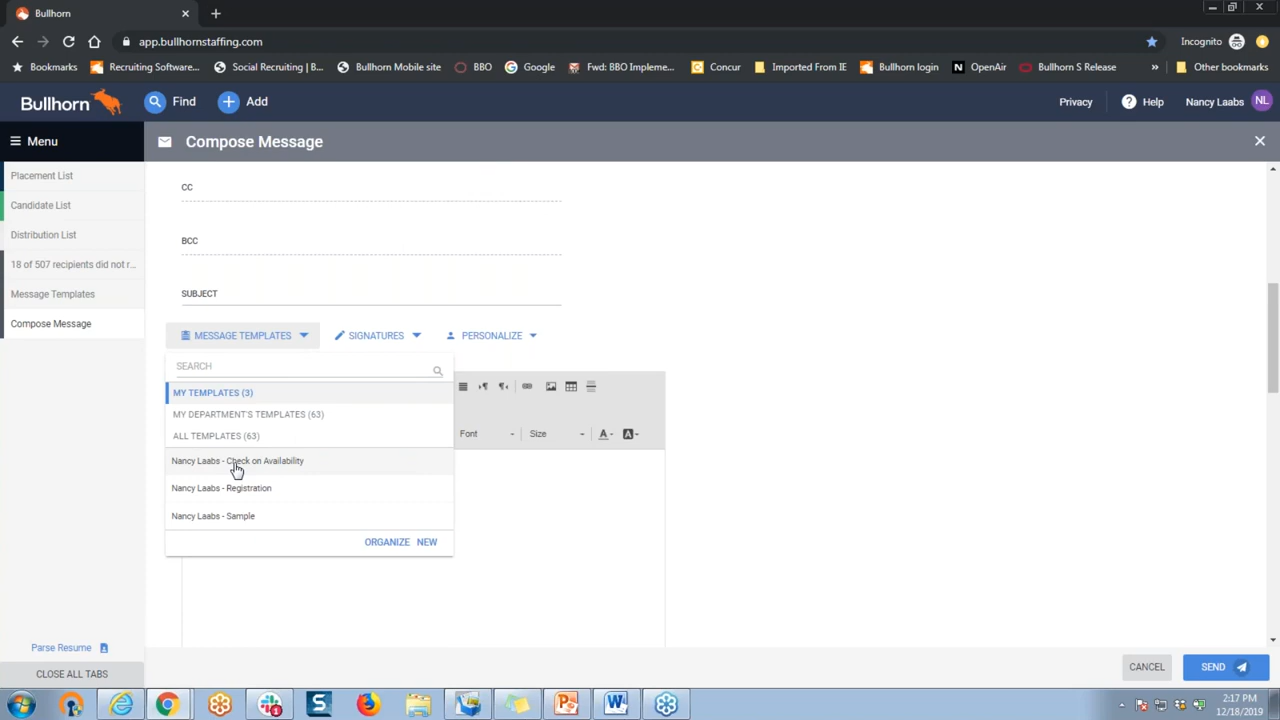 Bullhorn
app.bullhornstaffing.com
Incognito
Bookmarks
Recruiting Software...
Social Recruiting | B...
Bullhorn Mobile site
BBO
Google
Fwd: BBO Impleme...
Concur
Imported From IE
Bullhorn login
OpenAir
Bullhorn S Release
»
Other bookmarks
Bullhorn
Find
Add
Privacy
Help
Nancy Laabs
NL
Menu
Compose Message
Placement List
Candidate List
Distribution List
18 of 507 recipients did not r...
Message Templates
Compose Message
CC
BCC
SUBJECT
MESSAGE TEMPLATES
SIGNATURES
PERSONALIZE
SEARCH
MY TEMPLATES (3)
MY DEPARTMENT'S TEMPLATES (63)
ALL TEMPLATES (63)
Nancy Laabs - Check on Availability
Nancy Laabs - Registration
Nancy Laabs - Sample
ORGANIZE NEW
Font
Size
A
A
Parse Resume
CLOSE ALL TABS
CANCEL
SEND
2:17 PM
12/18/2019